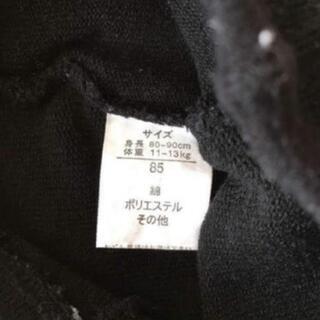 サイズ
身長 80-90cm
体重 11-13kg
85
綿
ポリエステル
その他